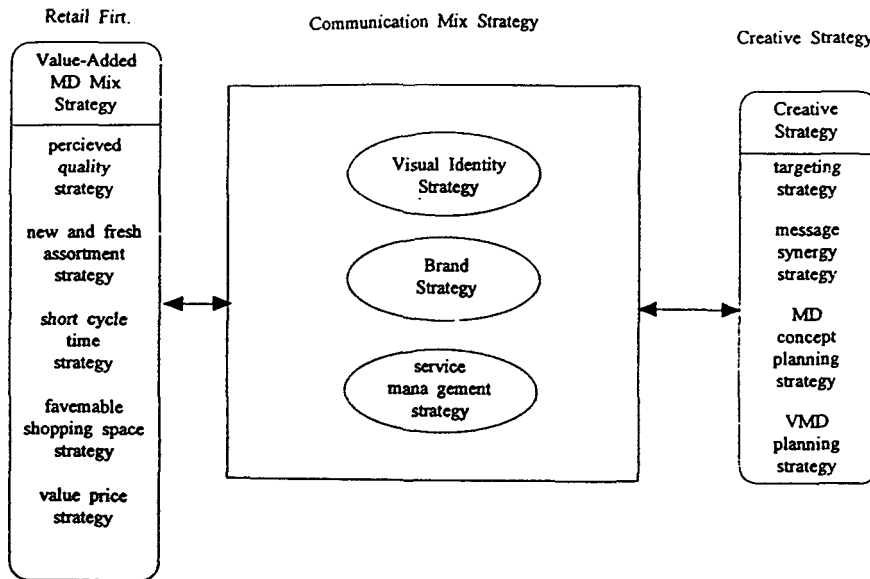 Retail Firt.
Value-Added
MD Mix
Strategy
percieved
quality
strategy
new and fresh
assortment
strategy
short cycle
time
strategy
favemable
shopping space
strategy
value price
strategy
Communication Mix Strategy
Visual Identity
Strategy
Brand
Strategy
service
mana gement
strategy
Creative Strategy
Creative
Strategy
targeting
strategy
message
synergy
strategy
MD
concept
planning
strategy
VMD
planning
strategy